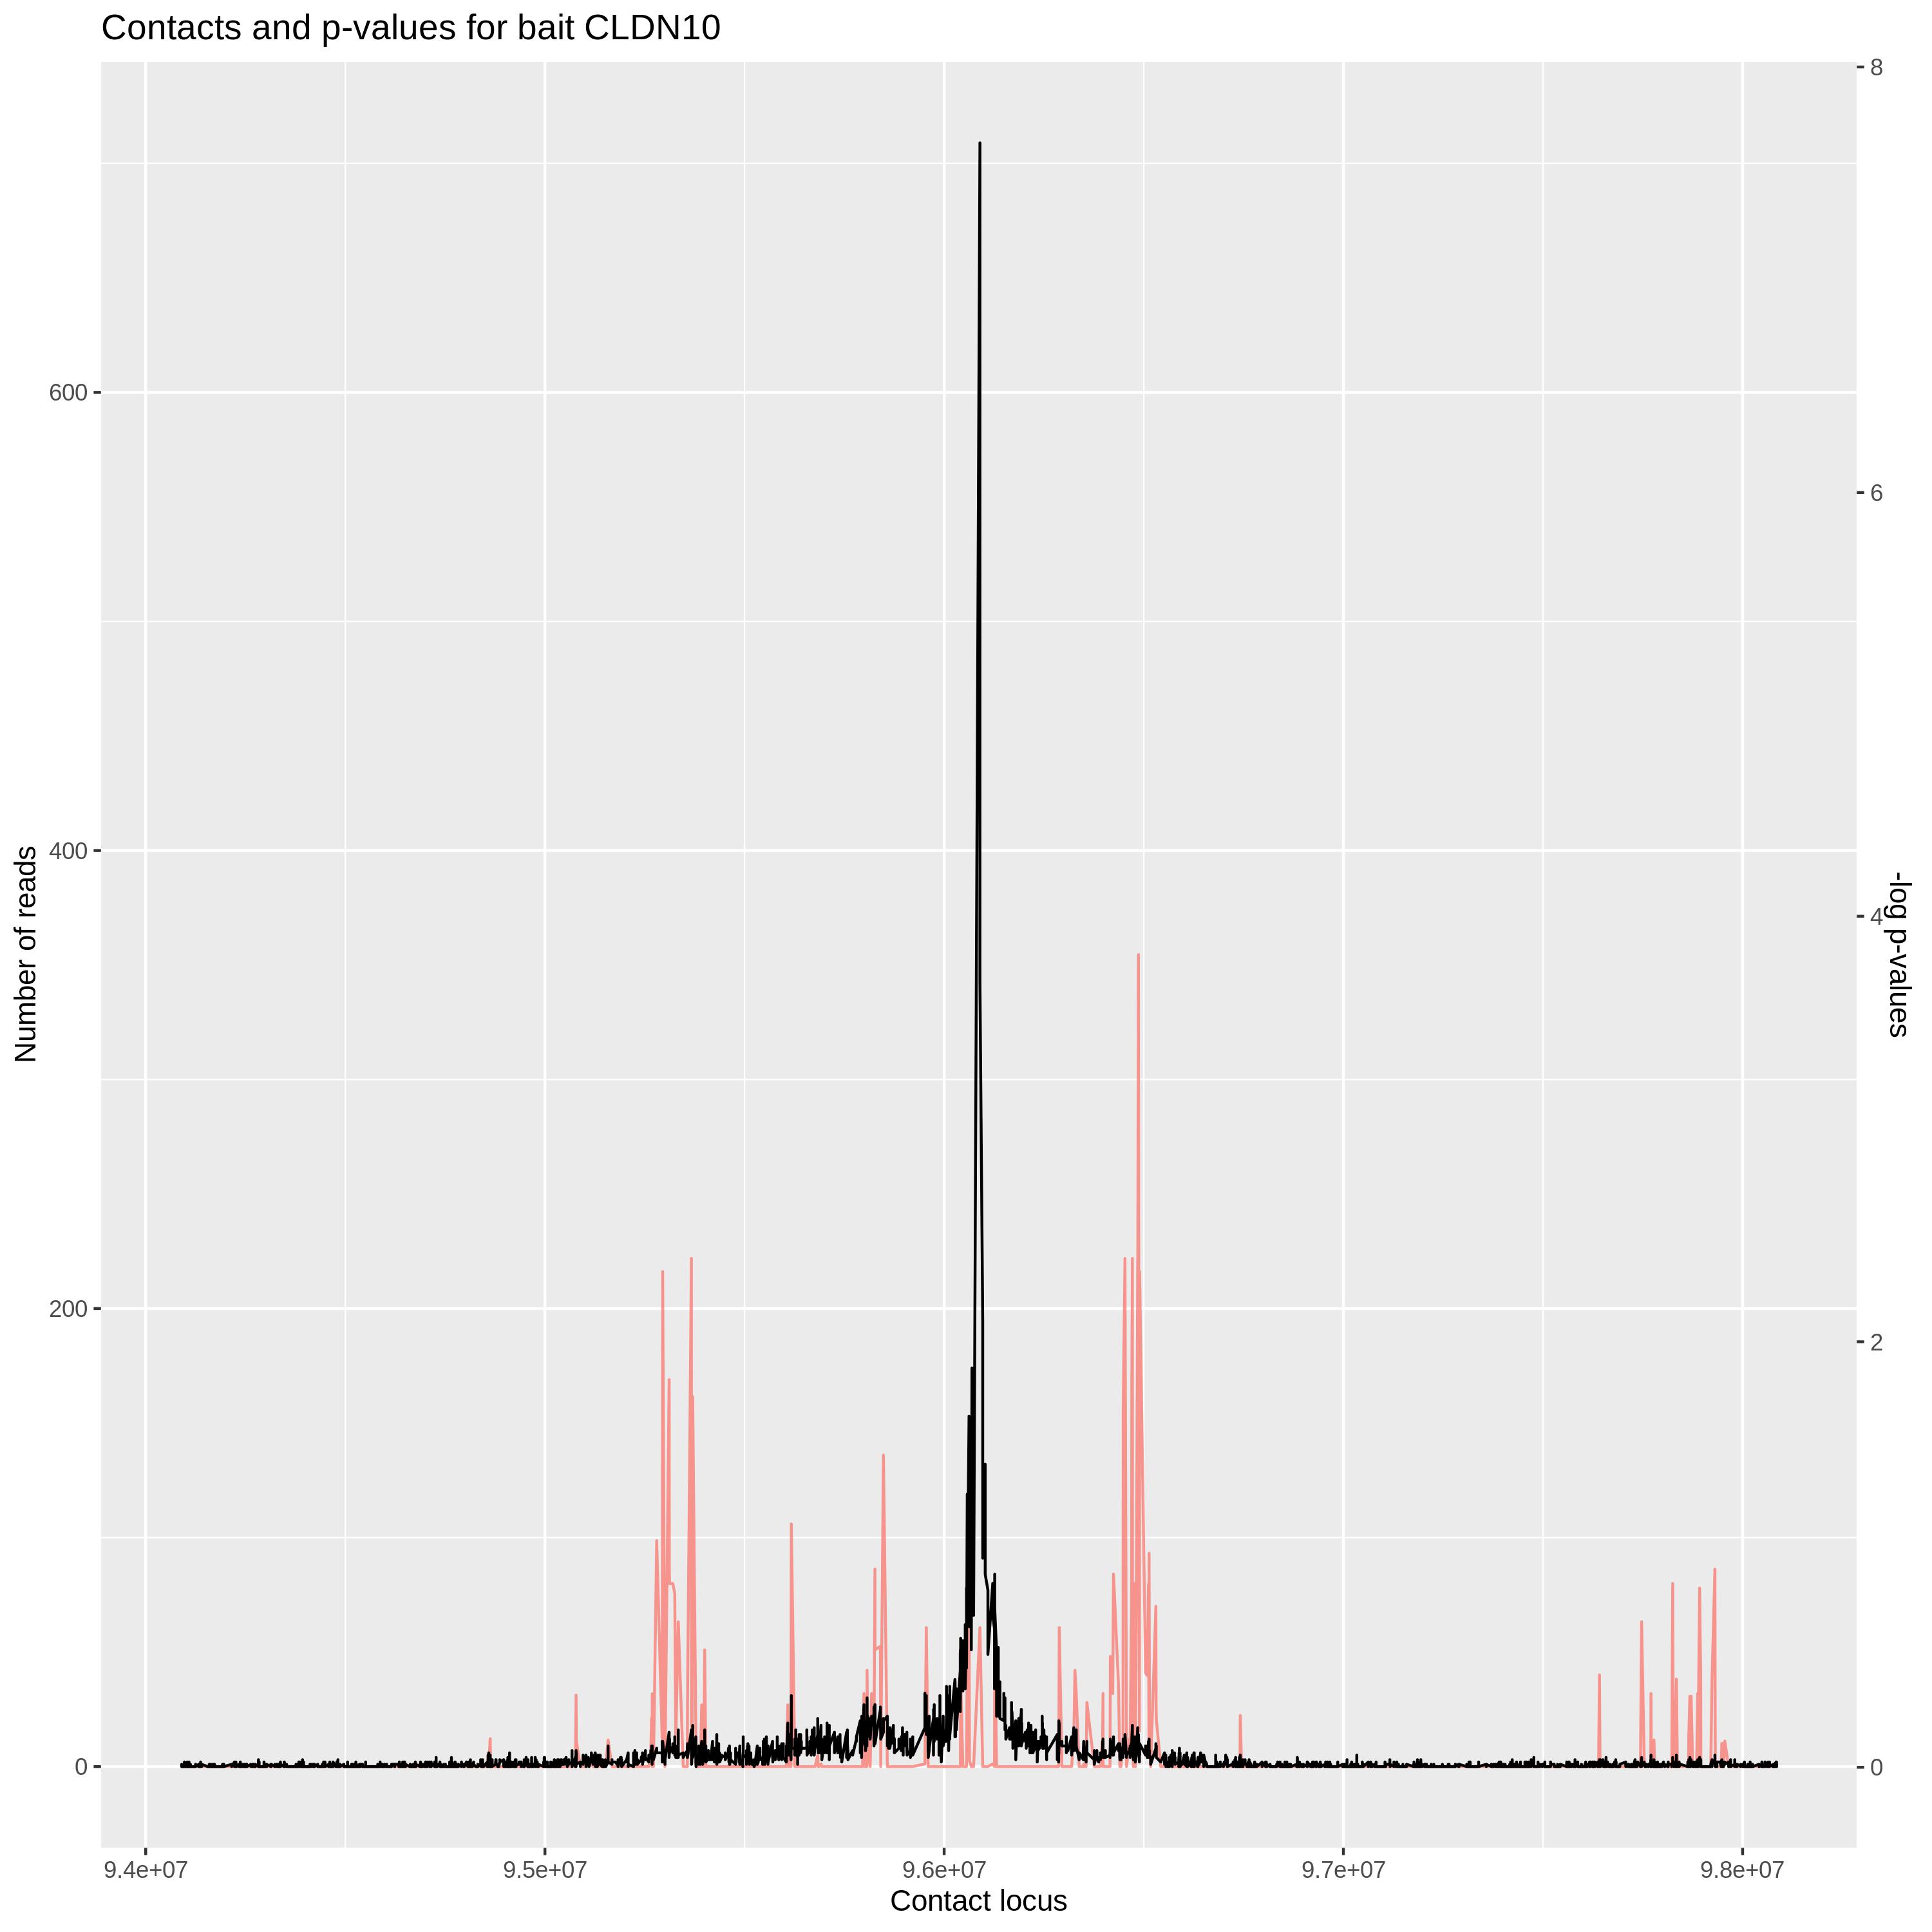 Contacts and p-values for bait CLDN10
8
600
6
400
4
200
2
0
0
Number of reads
-log p-values
9.4e+07 9.5e+07 9.6e+07 9.7e+07 9.8e+07
Contact locus